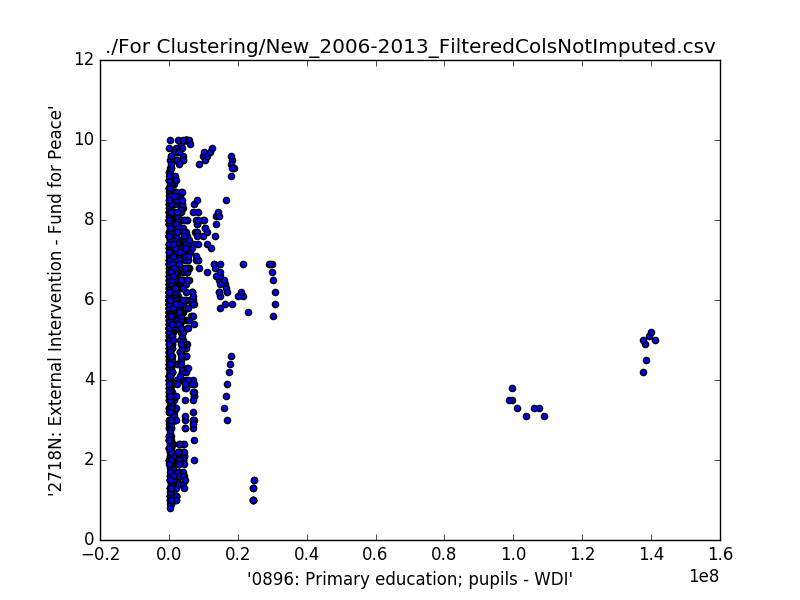 ./For Clustering/New_2006-2013_FilteredColsNotImputed.csv
12
10
8
6
4
2
0
'2718N: External Intervention - Fund for Peace'
−0.2 0.0 0.2 0.4 0.6 0.8 1.0 1.2 1.4 1.6
1e8
'0896: Primary education; pupils - WDI'